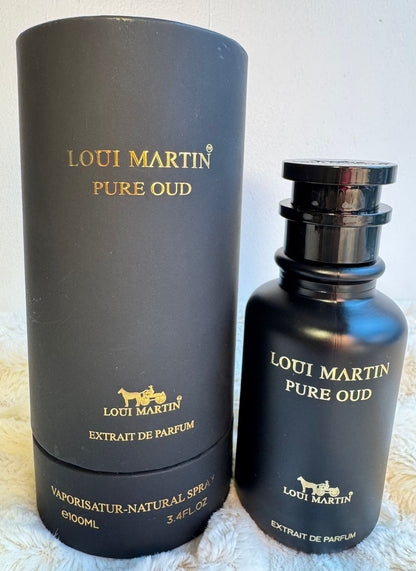 LOUI MARTIN
PURE OUD
LOUI MARTIN
EXTRAIT DE PARFUM
VAPORISATUR-NATURAL SPRAY
℮100ML 3.4FL.OZ
LOUI MARTIN
PURE OUD
LOUI MARTIN
EXTRAIT DE PARFUM